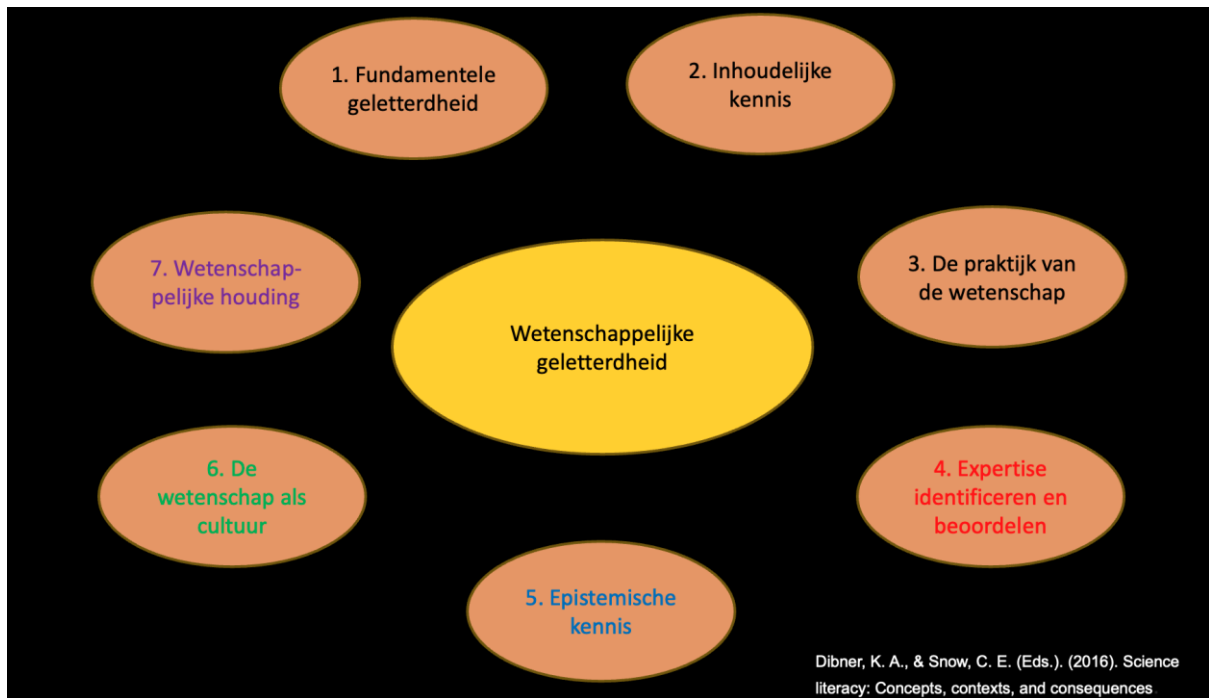 1. Fundamentele
geletterdheid
2. Inhoudelijke
kennis
3. De praktijk van
de wetenschap
4. Expertise
identificeren en
beoordelen
5. Epistemische
kennis
6. De
wetenschap als
cultuur
7. Wetenschap-
pelijke houding
Wetenschappelijke
geletterdheid
Dibner, K. A., & Snow, C. E. (Eds.). (2016). Science
literacy: Concepts, contexts, and consequences